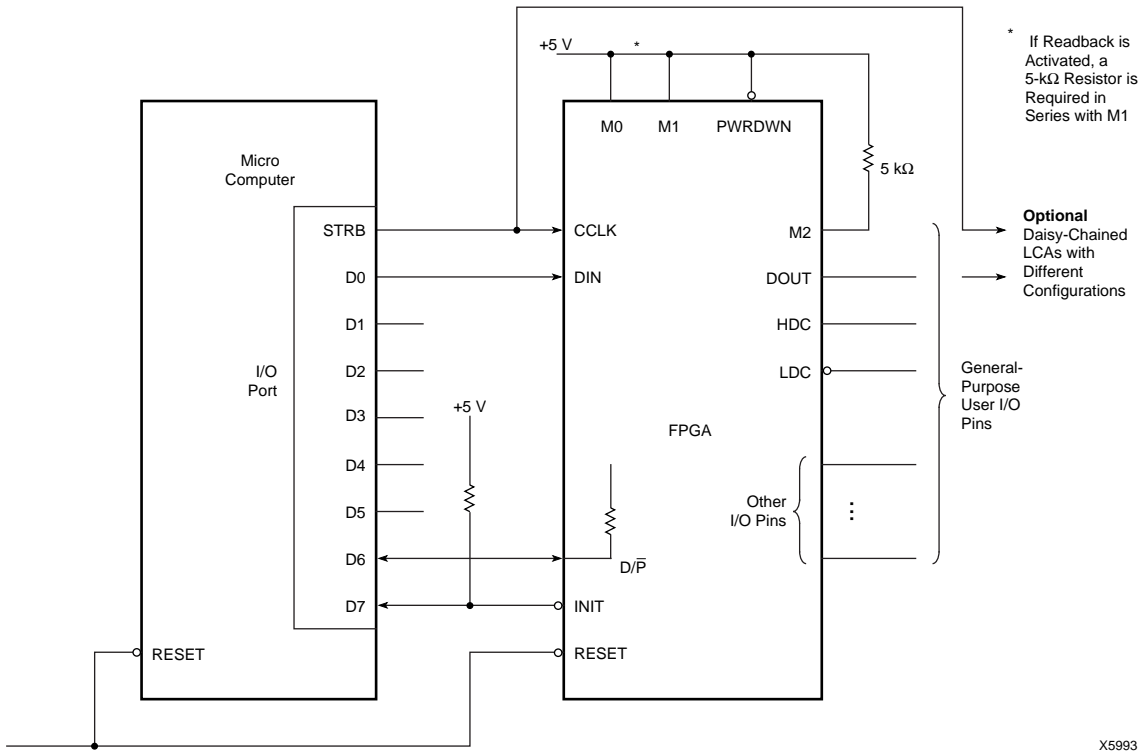 +5 V
*
* If Readback is
Activated, a
5-kΩ Resistor is
Required in
Series with M1
M0 M1 PWRDWN
Micro
Computer
5 kΩ
STRB
CCLK
M2
Optional
Daisy-Chained
LCAs with
Different
Configurations
D0
DIN
DOUT
D1
HDC
D2
LDC
I/O
Port
General-
Purpose
User I/O
Pins
D3
+5 V
FPGA
D4
D5
Other
I/O Pins
⋮
D6
D/P̅
D7
INIT
RESET
RESET
X5993